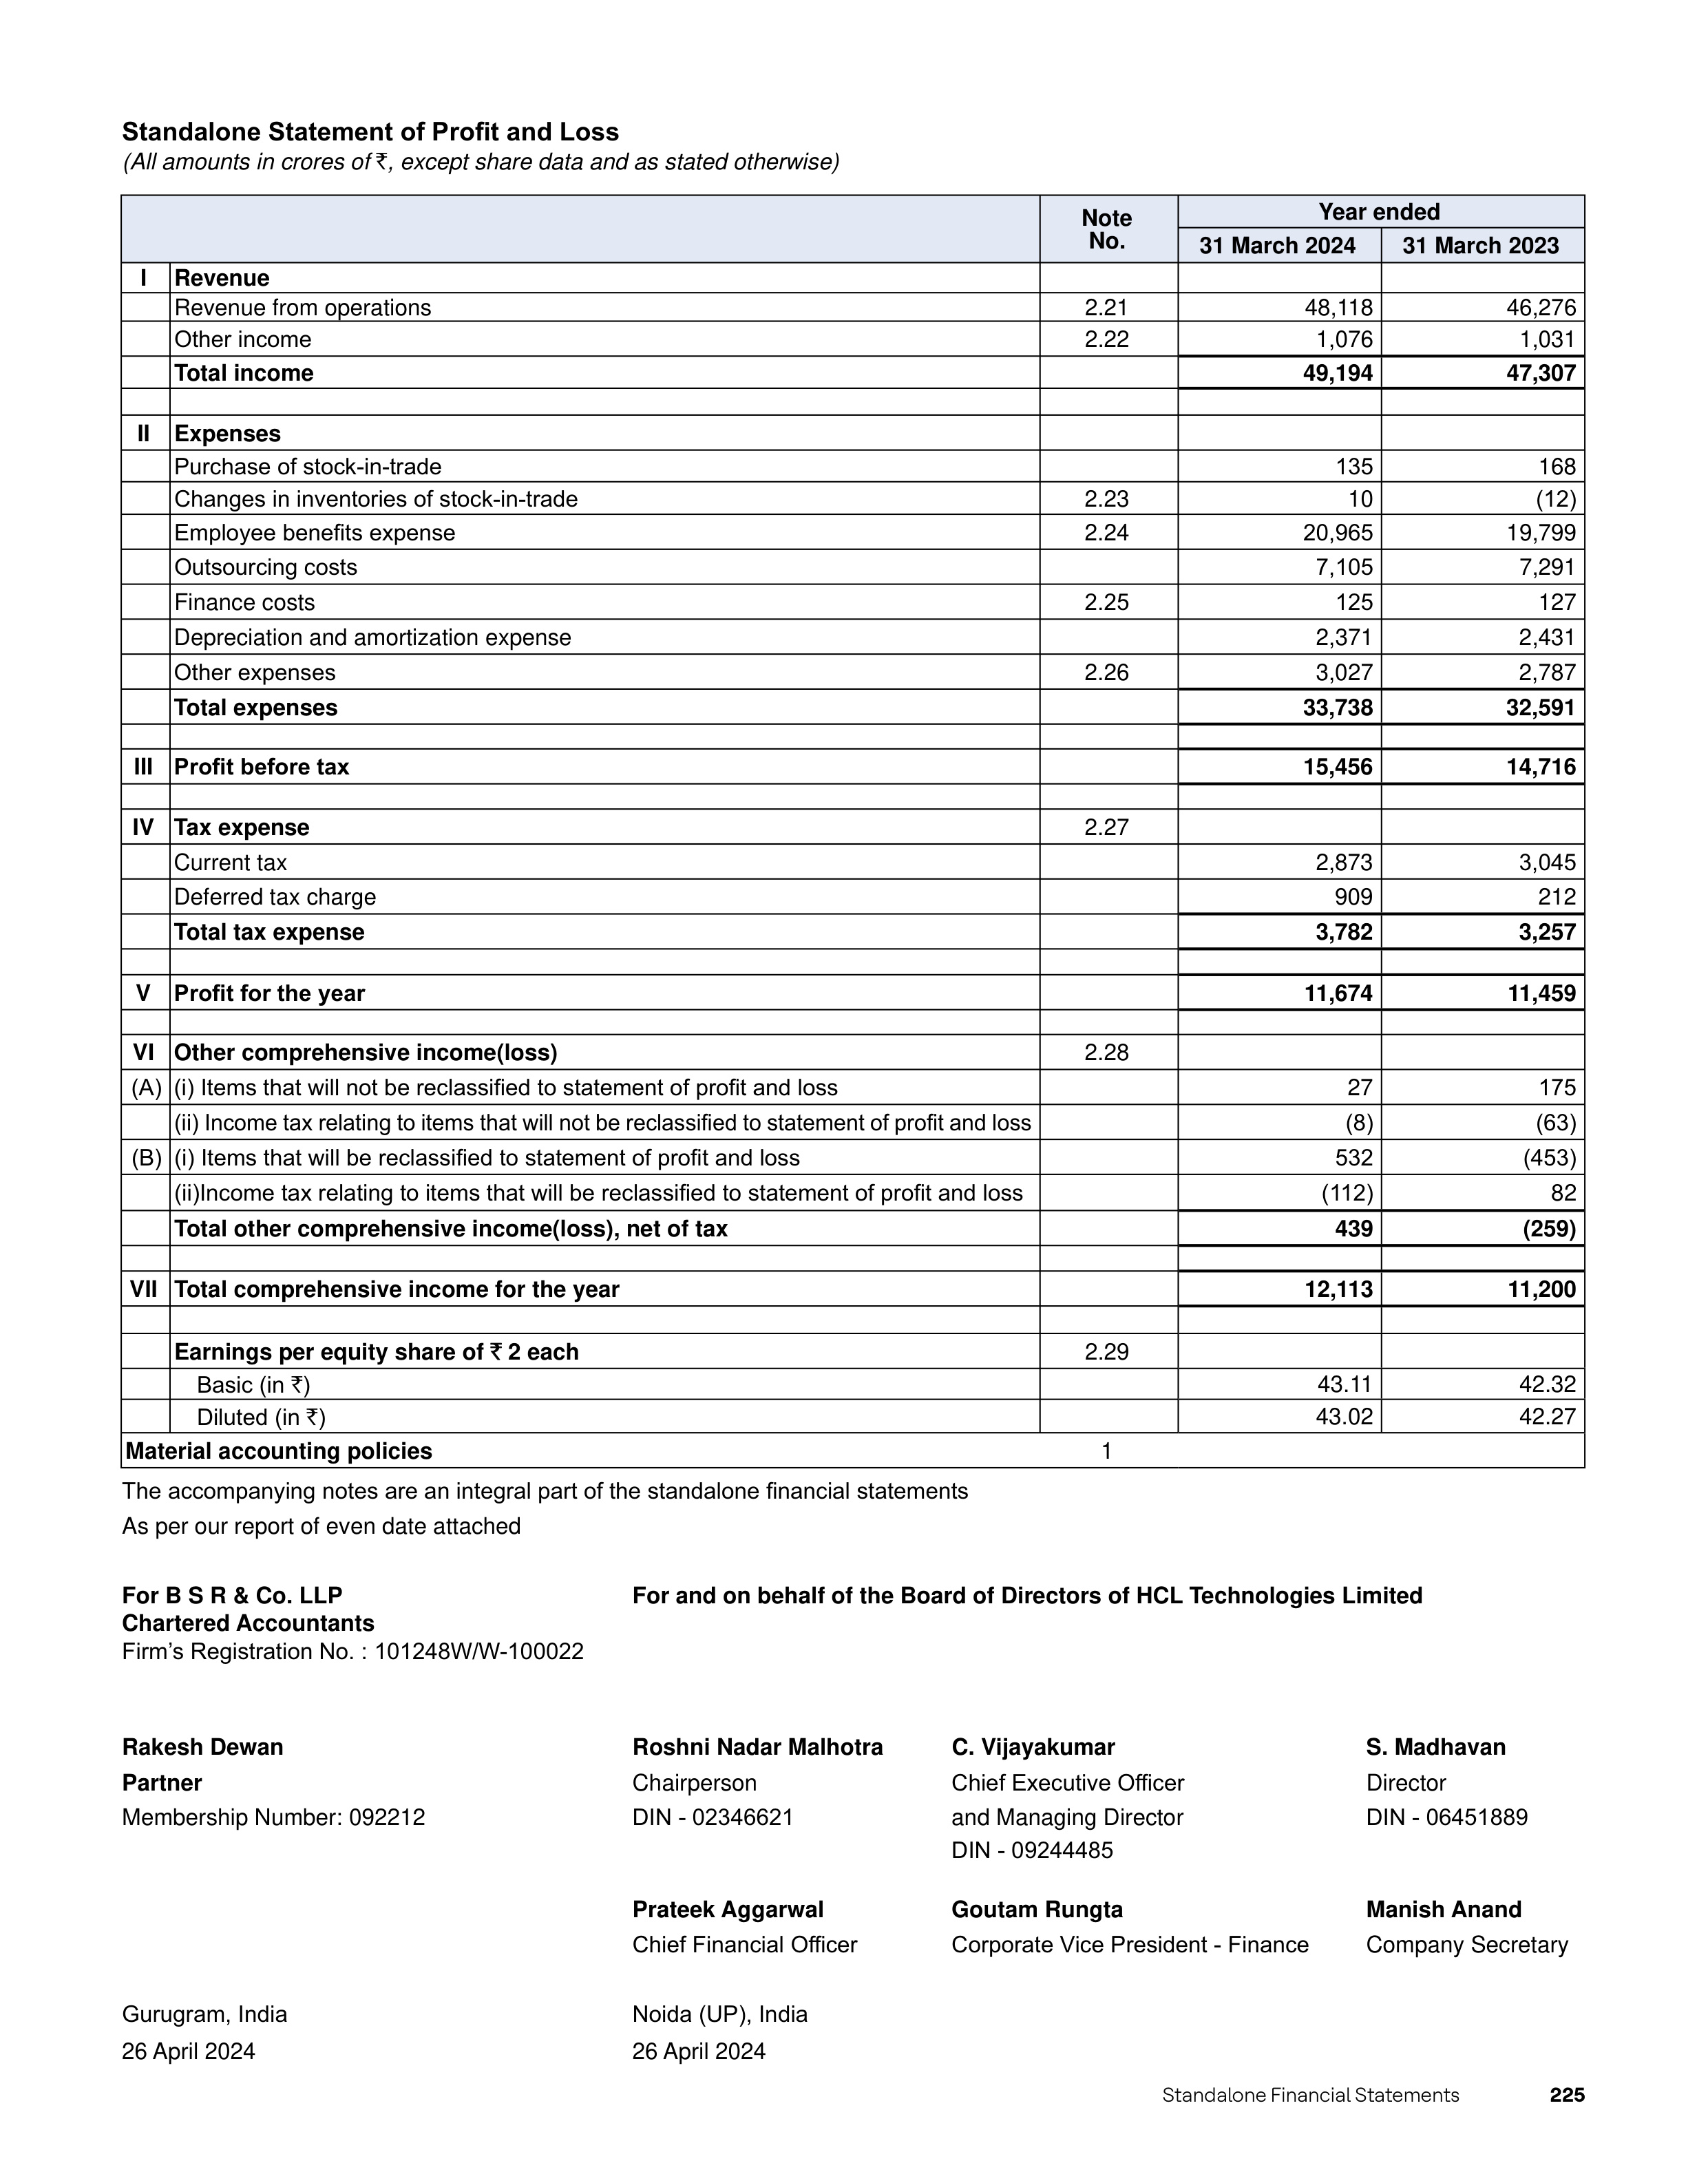 Standalone Statement of Profit and Loss
(All amounts in crores of ₹, except share data and as stated otherwise)
Note No. Year ended
31 March 2024 31 March 2023
I Revenue
Revenue from operations 2.21 48,118 46,276
Other income 2.22 1,076 1,031
Total income 49,194 47,307
II Expenses
Purchase of stock-in-trade 135 168
Changes in inventories of stock-in-trade 2.23 10 (12)
Employee benefits expense 2.24 20,965 19,799
Outsourcing costs 7,105 7,291
Finance costs 2.25 125 127
Depreciation and amortization expense 2,371 2,431
Other expenses 2.26 3,027 2,787
Total expenses 33,738 32,591
III Profit before tax 15,456 14,716
IV Tax expense 2.27
Current tax 2,873 3,045
Deferred tax charge 909 212
Total tax expense 3,782 3,257
V Profit for the year 11,674 11,459
VI Other comprehensive income(loss) 2.28
(A) (i) Items that will not be reclassified to statement of profit and loss 27 175
(ii) Income tax relating to items that will not be reclassified to statement of profit and loss (8) (63)
(B) (i) Items that will be reclassified to statement of profit and loss 532 (453)
(ii)Income tax relating to items that will be reclassified to statement of profit and loss (112) 82
Total other comprehensive income(loss), net of tax 439 (259)
VII Total comprehensive income for the year 12,113 11,200
Earnings per equity share of ₹ 2 each 2.29
Basic (in ₹) 43.11 42.32
Diluted (in ₹) 43.02 42.27
Material accounting policies 1
The accompanying notes are an integral part of the standalone financial statements
As per our report of even date attached
For B S R & Co. LLP For and on behalf of the Board of Directors of HCL Technologies Limited
Chartered Accountants
Firm's Registration No. : 101248W/W-100022
Rakesh Dewan Roshni Nadar Malhotra C. Vijayakumar S. Madhavan
Partner Chairperson Chief Executive Officer Director
Membership Number: 092212 DIN - 02346621 and Managing Director DIN - 06451889
DIN - 09244485
Prateek Aggarwal Goutam Rungta Manish Anand
Chief Financial Officer Corporate Vice President - Finance Company Secretary
Gurugram, India Noida (UP), India
26 April 2024 26 April 2024
Standalone Financial Statements 225